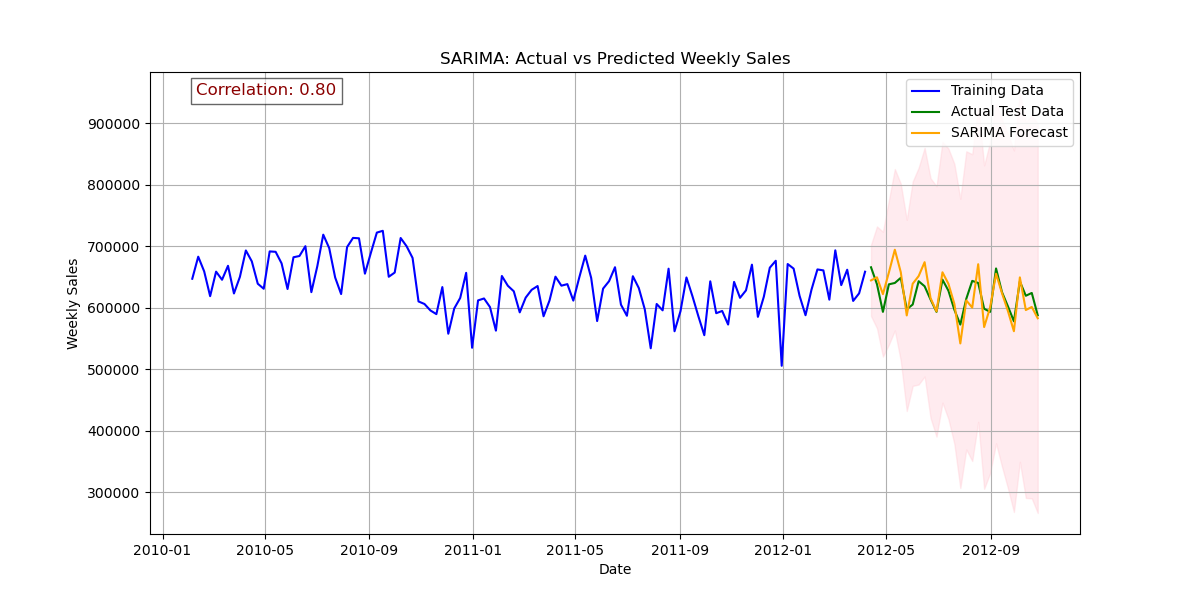 SARIMA: Actual vs Predicted Weekly Sales
Correlation: 0.80
Training Data
Actual Test Data
SARIMA Forecast
900000
800000
700000
600000
500000
400000
300000
Weekly Sales
2010-01 2010-05 2010-09 2011-01 2011-05 2011-09 2012-01 2012-05 2012-09
Date